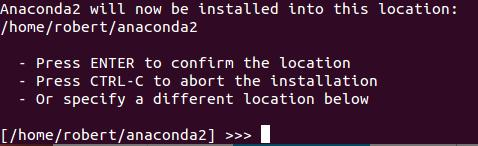 Anaconda2 will now be installed into this location:
/home/robert/anaconda2
- Press ENTER to confirm the location
- Press CTRL-C to abort the installation
- Or specify a different location below
[/home/robert/anaconda2] >>>